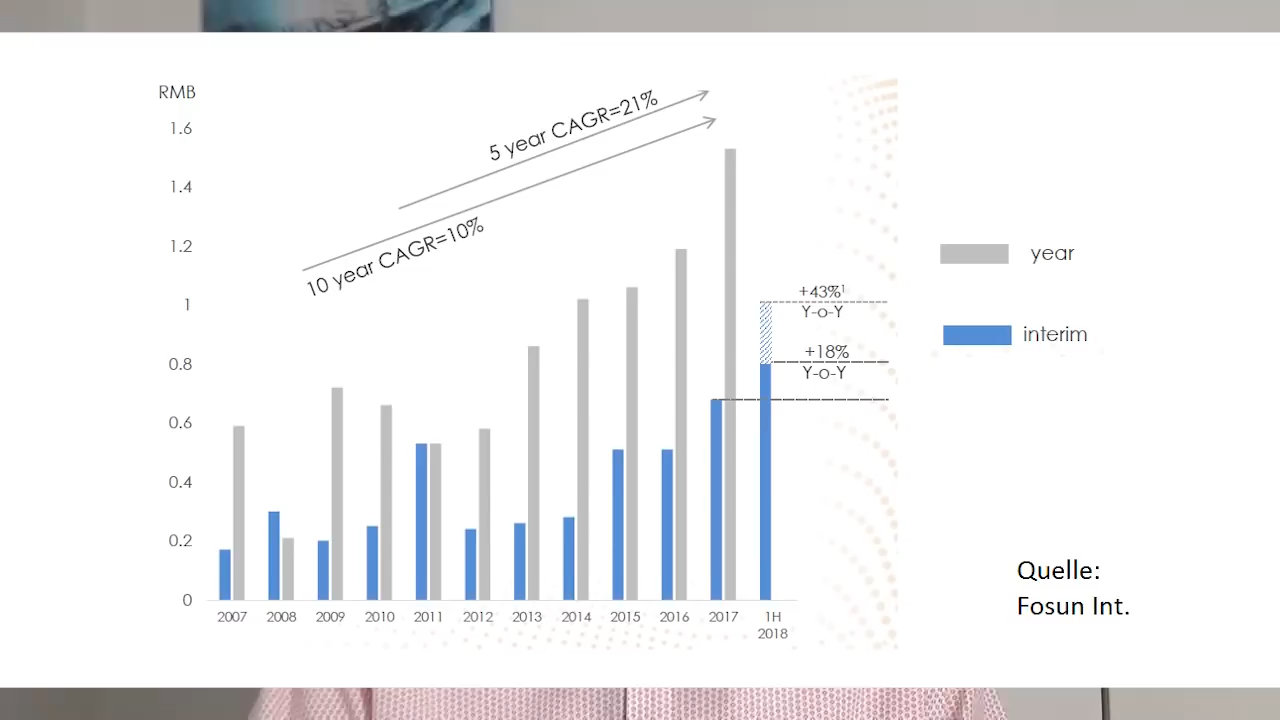 RMB
1.6
1.4
1.2
1
0.8
0.6
0.4
0.2
0
5 year CAGR=21%
10 year CAGR=10%
+43%¹
Y-o-Y
+18%
Y-o-Y
2007 2008 2009 2010 2011 2012 2013 2014 2015 2016 2017 1H
2018
year
interim
Quelle:
Fosun Int.